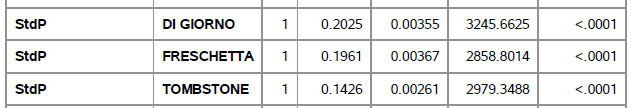 StdP DI GIORNO 1 0.2025 0.00355 3245.6625 <.0001
StdP FRESCHETTA 1 0.1961 0.00367 2858.8014 <.0001
StdP TOMBSTONE 1 0.1426 0.00261 2979.3488 <.0001